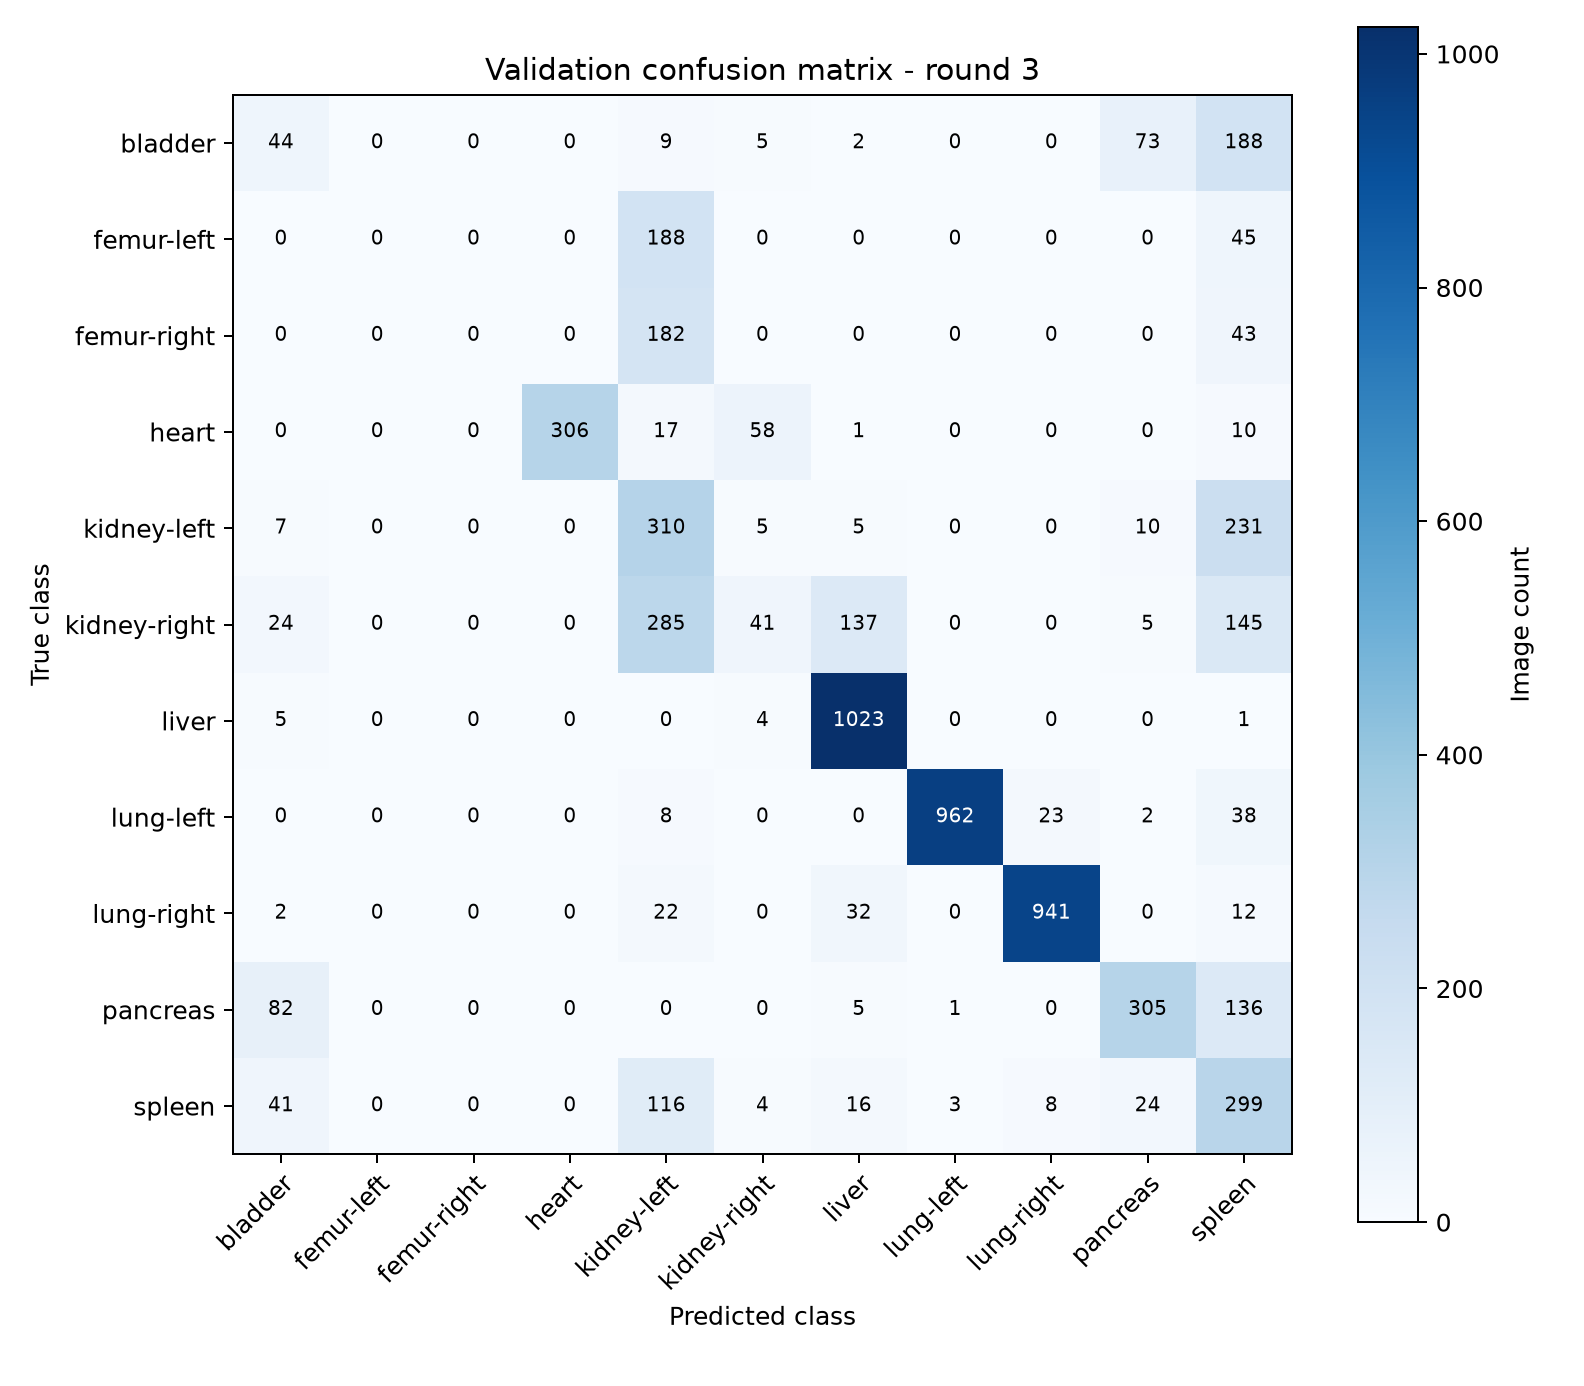 Validation confusion matrix - round 3
True class
bladder 44 0 0 0 9 5 2 0 0 73 188
femur-left 0 0 0 0 188 0 0 0 0 0 45
femur-right 0 0 0 0 182 0 0 0 0 0 43
heart 0 0 0 306 17 58 1 0 0 0 10
kidney-left 7 0 0 0 310 5 5 0 0 10 231
kidney-right 24 0 0 0 285 41 137 0 0 5 145
liver 5 0 0 0 0 4 1023 0 0 0 1
lung-left 0 0 0 0 8 0 0 962 23 2 38
lung-right 2 0 0 0 22 0 32 0 941 0 12
pancreas 82 0 0 0 0 0 5 1 0 305 136
spleen 41 0 0 0 116 4 16 3 8 24 299
bladder femur-left femur-right heart kidney-left kidney-right liver lung-left lung-right pancreas spleen
Predicted class
1000
800
600
400
200
0
Image count